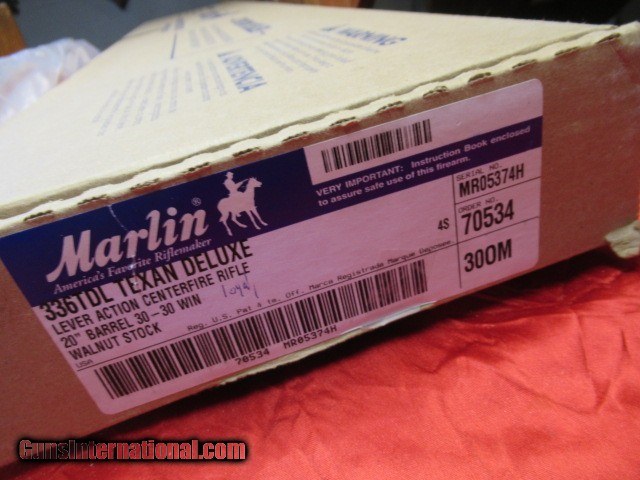 WARNING
ADVERTENCIA
VERY IMPORTANT: Instruction Book enclosed
to assure safe use of this firearm.
Marlin®
America's Favorite Riflemaker
SERIAL NO.
MR05374H
ORDER NO.
70534
300M
4S
336TDL TEXAN DELUXE
LEVER ACTION CENTERFIRE RIFLE
20" BARREL 30-30 WIN
WALNUT STOCK
USA
Reg. U.S. Pat & tm. Off. Marca Registrada Marque Deposee
70534 MR05374H
GunsInternational.com